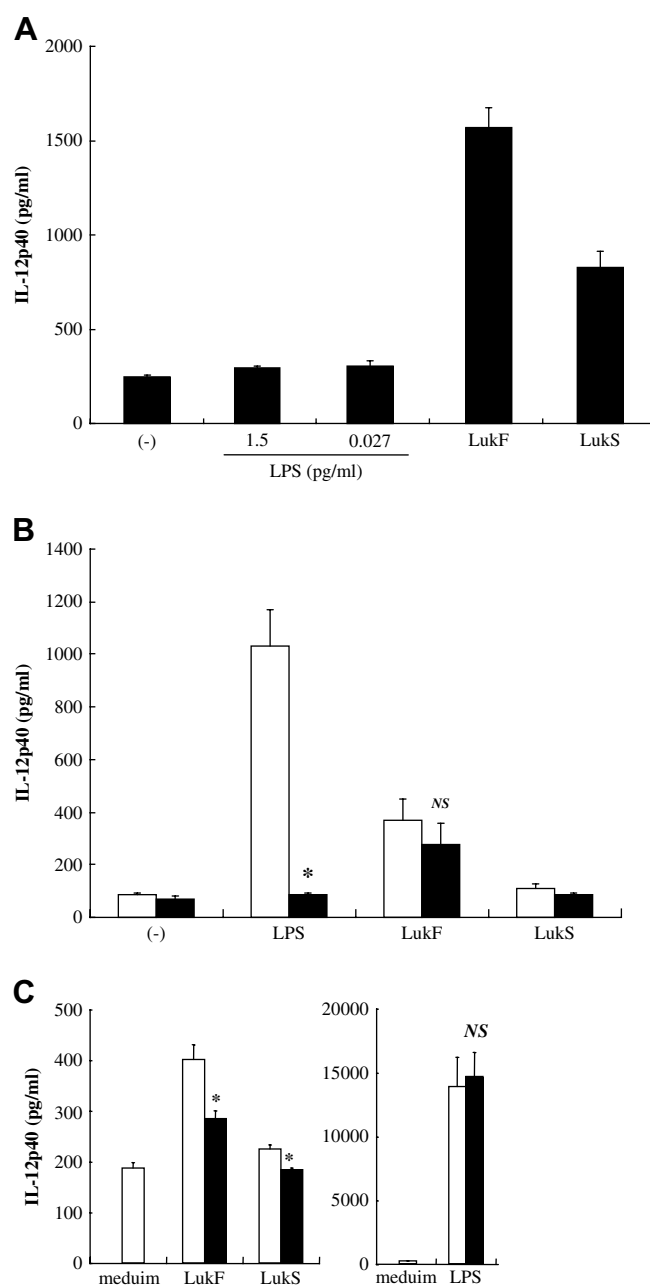 A
2000
1500
1000
500
0
IL-12p40 (pg/ml)
(-)
1.5
0.027
LukF
LukS
LPS (pg/ml)
B
1400
1200
1000
800
600
400
200
0
IL-12p40 (pg/ml)
*
NS
(-)
LPS
LukF
LukS
C
500
400
300
200
100
0
IL-12p40 (pg/ml)
*
*
meduim
LukF
LukS
20000
15000
10000
5000
0
NS
meduim
LPS